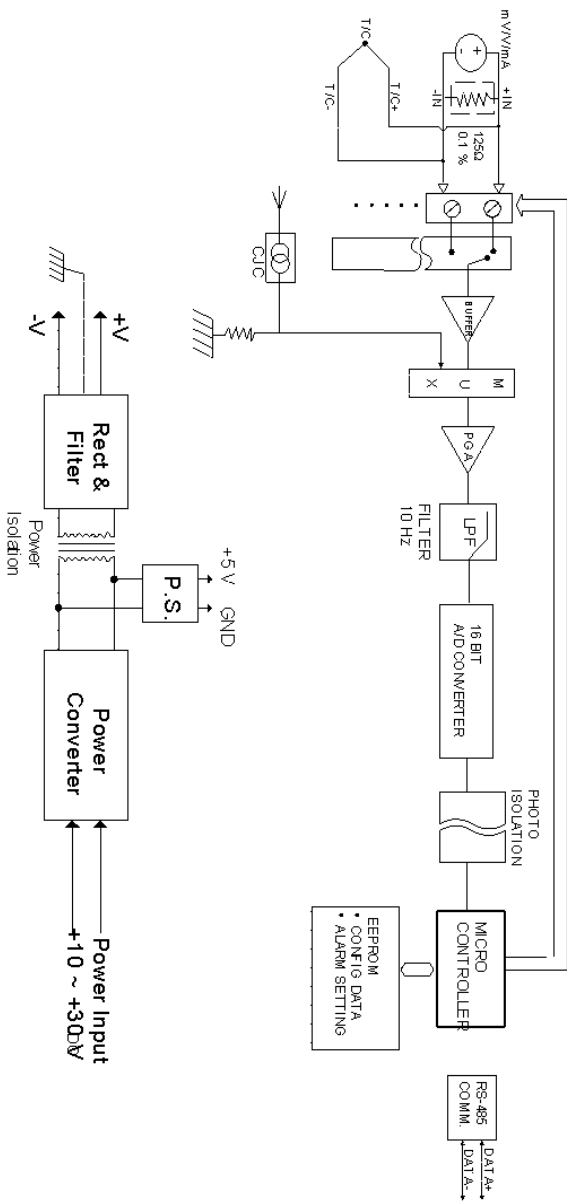 mV/V/mA
+
-
+IN
-IN
125Ω
0.1 %
T/C
T/C+
T/C-
CJC
BUFFER
M
U
X
PGA
LPF
FILTER
10 Hz
16 BIT
A/D CONVERTER
PHOTO
ISOLATION
MICRO
CONTROLLER
EEPROM
• CONFIG DATA
• ALARM SETTING
RS-485
COMM.
DATA+
DATA-
+V
-V
Rect &
Filter
Power
Isolation
+5 V
GND
P.S.
Power
Converter
Power Input
+10 ~ +30